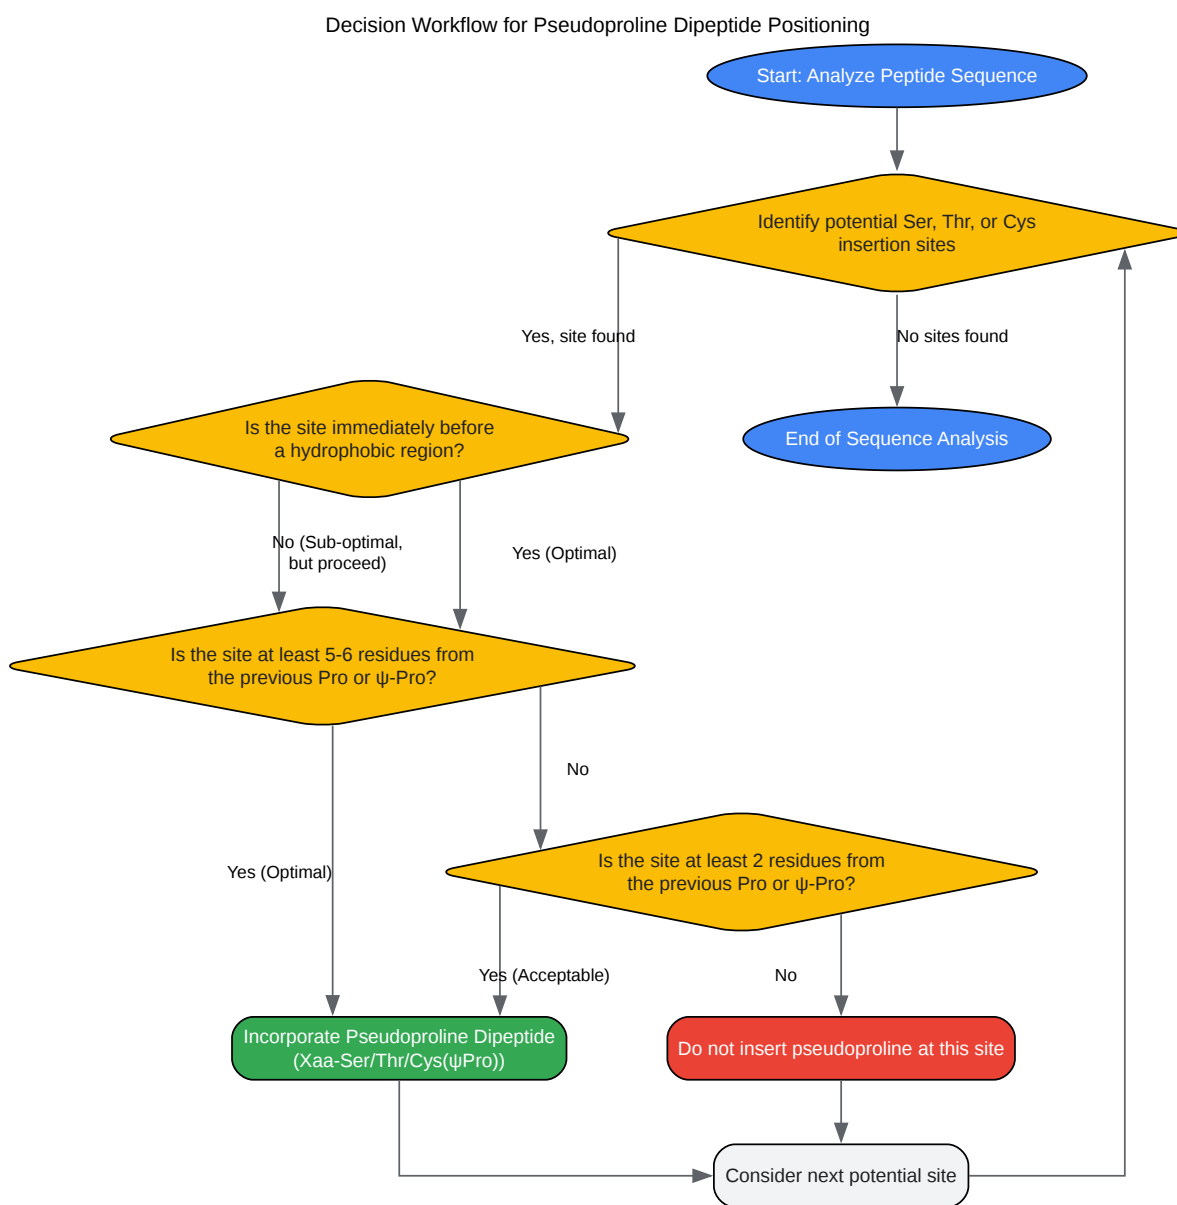 Decision Workflow for Pseudoproline Dipeptide Positioning
Start: Analyze Peptide Sequence
Identify potential Ser, Thr, or Cys
insertion sites
Yes, site found
No sites found
Is the site immediately before
a hydrophobic region?
End of Sequence Analysis
No (Sub-optimal,
but proceed)
Yes (Optimal)
Is the site at least 5-6 residues from
the previous Pro or ψ-Pro?
No
Yes (Optimal)
Is the site at least 2 residues from
the previous Pro or ψ-Pro?
Yes (Acceptable)
No
Incorporate Pseudoproline Dipeptide
(Xaa-Ser/Thr/Cys(ψPro))
Do not insert pseudoproline at this site
Consider next potential site